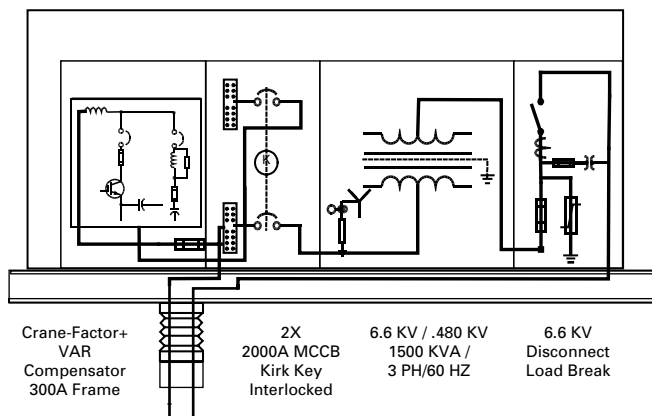 K
Crane-Factor+
VAR
Compensator
300A Frame
2X
2000A MCCB
Kirk Key
Interlocked
6.6 KV / .480 KV
1500 KVA /
3 PH/60 HZ
6.6 KV
Disconnect
Load Break